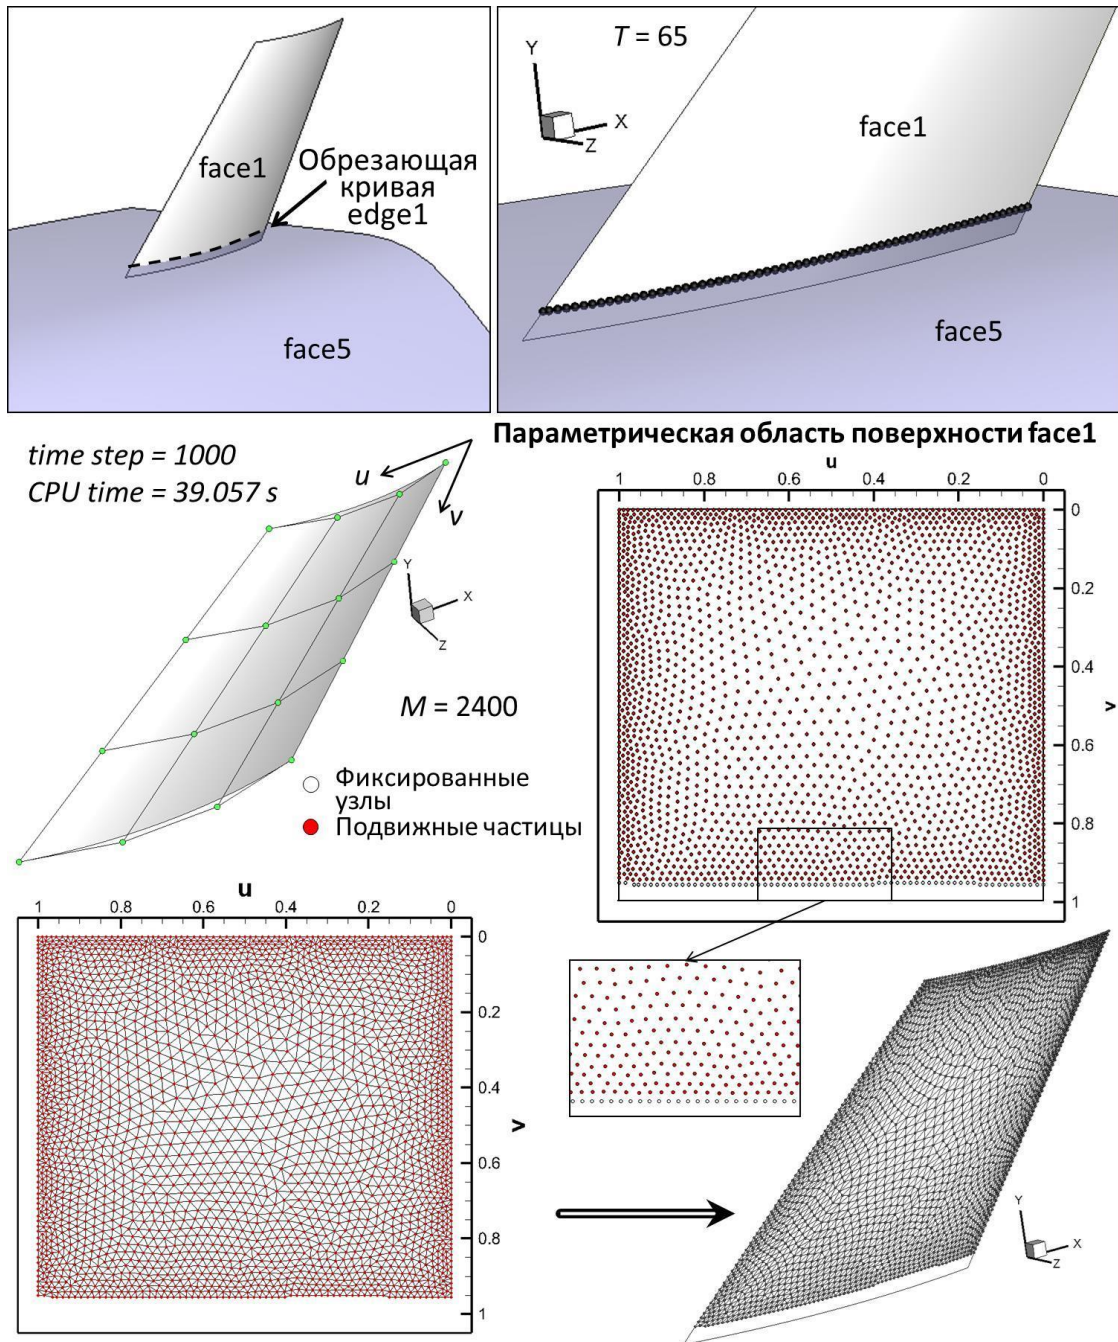 face1
Обрезающая
кривая
edge1
face5
T = 65
Y
X
Z
face1
face5
time step = 1000
CPU time = 39.057 s
u
v
Y
X
Z
M = 2400
Фиксированные
узлы
Подвижные частицы
Параметрическая область поверхности face1
u
1 0.8 0.6 0.4 0.2 0
0
0.2
0.4
0.6
0.8
1
v
u
1 0.8 0.6 0.4 0.2 0
0
0.2
0.4
0.6
0.8
1
v
Y
X
Z